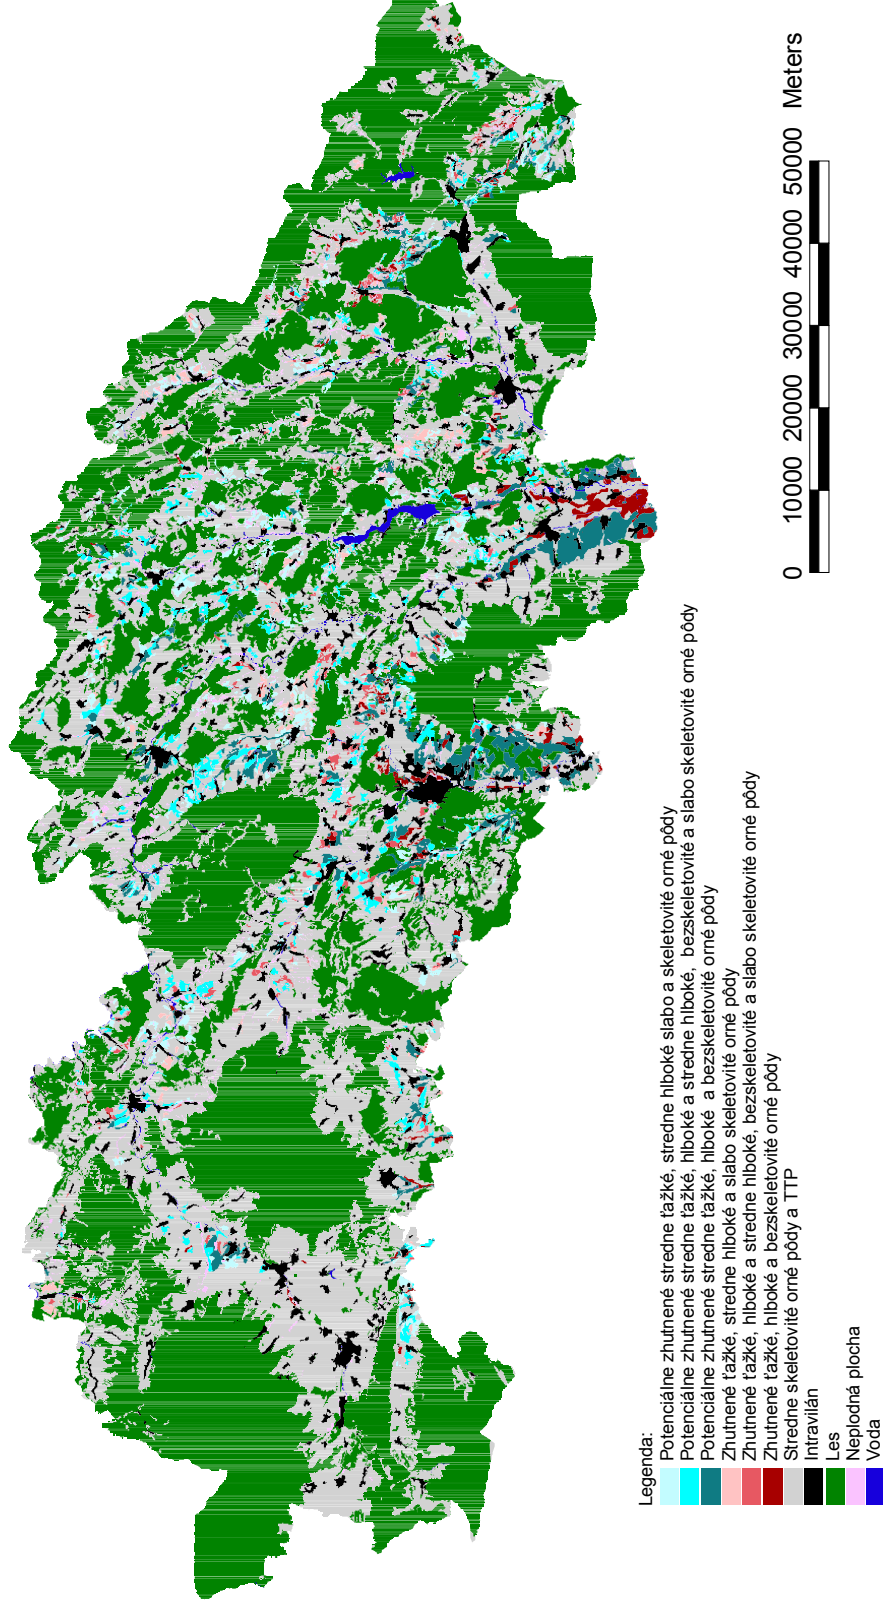 Legenda:
Potenciálne zhutnené stredne ťažké, stredne hlboké slabo a skeletovité orné pôdy
Potenciálne zhutnené stredne ťažké, hlboké a stredne hlboké, bezskeletovité a slabo skeletovité orné pôdy
Potenciálne zhutnené stredne ťažké, hlboké a bezskeletovité orné pôdy
Zhutnené ťažké, stredne hlboké a slabo skeletovité orné pôdy
Zhutnené ťažké, hlboké a stredne hlboké, bezskeletovité a slabo skeletovité orné pôdy
Zhutnené ťažké, hlboké a bezskeletovité orné pôdy
Stredne skeletovité orné pôdy a TTP
Intravilán
Les
Neplodná plocha
Voda
0 10000 20000 30000 40000 50000 Meters